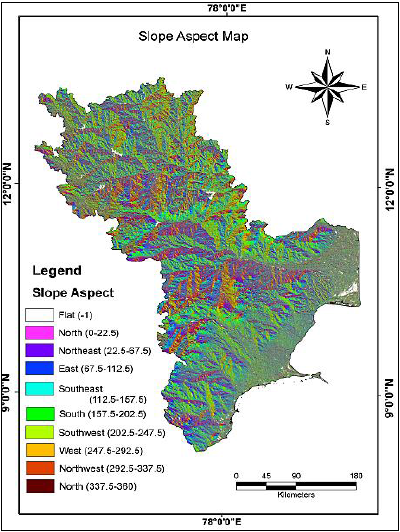 78°0'0"E
Slope Aspect Map
N
W E
S
12°0'0"N 12°0'0"N
Legend
Slope Aspect
Flat (-1)
North (0-22.5)
Northeast (22.5-67.5)
East (67.5-112.5)
Southeast
(112.5-157.5)
South (157.5-202.5)
Southwest (202.5-247.5)
West (247.5-292.5)
Northwest (292.5-337.5)
North (337.5-360)
9°0'0"N 9°0'0"N
0 45 90 180
Kilometers
78°0'0"E